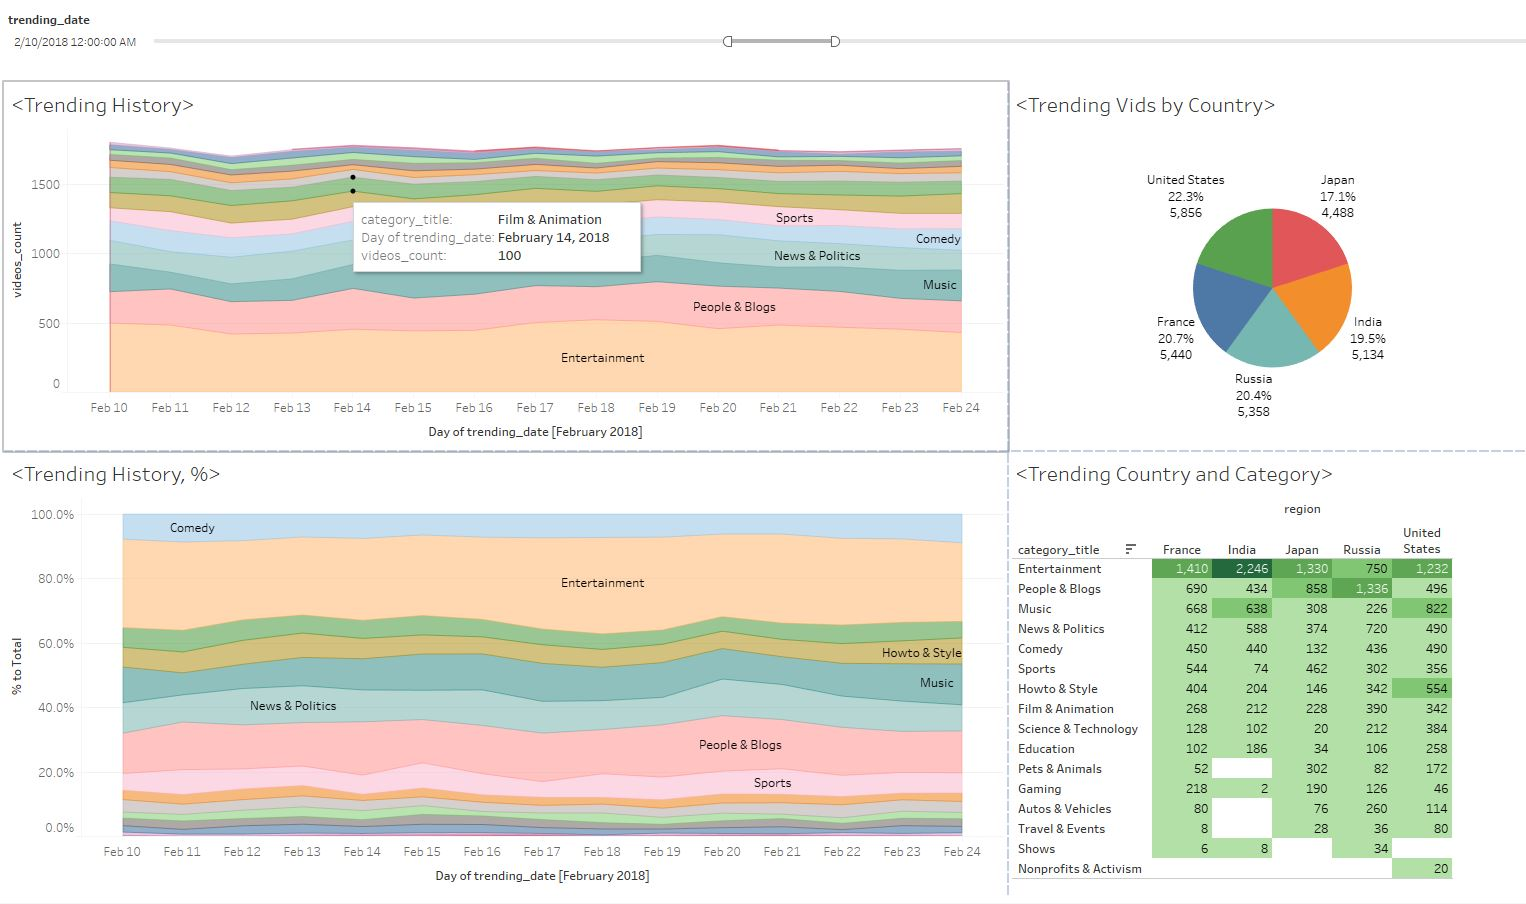 trending_date
2/10/2018 12:00:00 AM
<Trending History>
1500
1000
500
0
videos_count
category_title: Film & Animation
Day of trending_date: February 14, 2018
videos_count: 100
Sports
Comedy
News & Politics
Music
People & Blogs
Entertainment
Feb 10 Feb 11 Feb 12 Feb 13 Feb 14 Feb 15 Feb 16 Feb 17 Feb 18 Feb 19 Feb 20 Feb 21 Feb 22 Feb 23 Feb 24
Day of trending_date [February 2018]
<Trending Vids by Country>
United States
22.3%
5,856
Japan
17.1%
4,488
France
20.7%
5,440
India
19.5%
5,134
Russia
20.4%
5,358
<Trending History, %>
100.0%
80.0%
60.0%
40.0%
20.0%
0.0%
% to Total
Comedy
Entertainment
Howto & Style
Music
News & Politics
People & Blogs
Sports
Feb 10 Feb 11 Feb 12 Feb 13 Feb 14 Feb 15 Feb 16 Feb 17 Feb 18 Feb 19 Feb 20 Feb 21 Feb 22 Feb 23 Feb 24
Day of trending_date [February 2018]
<Trending Country and Category>
region
category_title France India Japan Russia United States
Entertainment 1,410 2,246 1,330 750 1,232
People & Blogs 690 434 858 1,336 496
Music 668 638 308 226 822
News & Politics 412 588 374 720 490
Comedy 450 440 132 436 490
Sports 544 74 462 302 356
Howto & Style 404 204 146 342 554
Film & Animation 268 212 228 390 342
Science & Technology 128 102 20 212 384
Education 102 186 34 106 258
Pets & Animals 52 302 82 172
Gaming 218 2 190 126 46
Autos & Vehicles 80 76 260 114
Travel & Events 8 28 36 80
Shows 6 8 34
Nonprofits & Activism 20